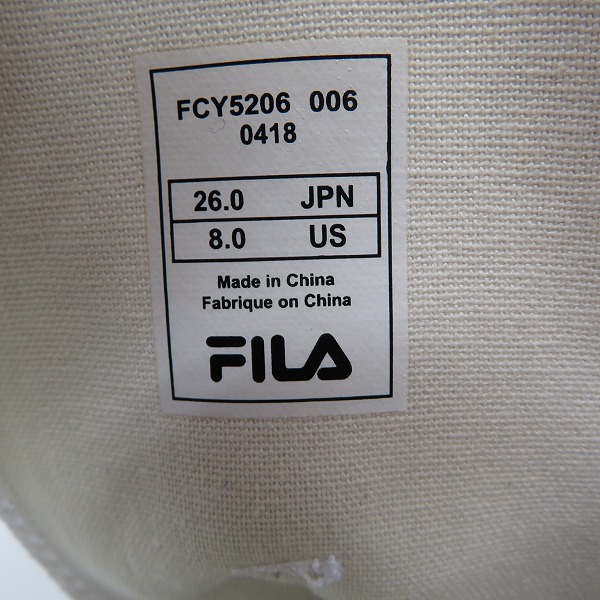 FCY5206 006
0418
26.0 JPN
8.0 US
Made in China
Fabrique on China
FILA